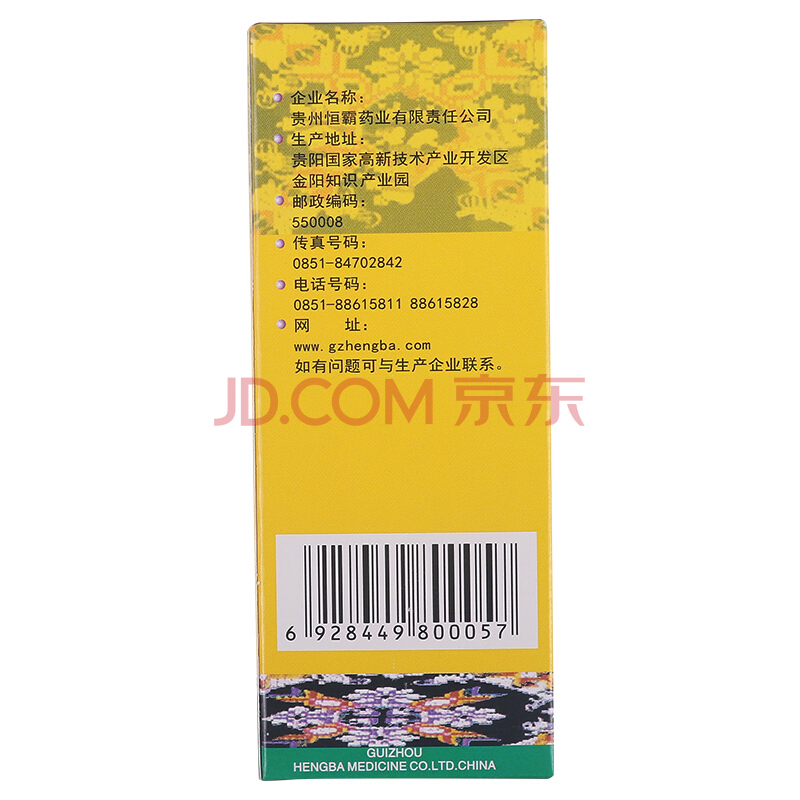 企业名称：
贵州恒霸药业有限责任公司
生产地址：
贵阳国家高新技术产业开发区
金阳知识产业园
邮政编码：
550008
传真号码：
0851-84702842
电话号码：
0851-88615811 88615828
网 址：
www.gzhengba.com
如有问题可与生产企业联系。
JD.COM 京东
6 928449 800057
GUIZHOU
HENGBA MEDICINE CO.LTD.CHINA